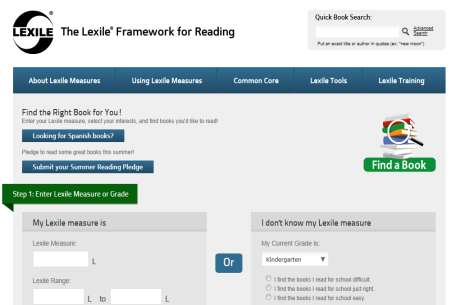 LEXILE The Lexile® Framework for Reading
Quick Book Search:
Advanced Search
Put an exact title or author in quotes (ex: "new moon")
About Lexile Measures Using Lexile Measures Common Core Lexile Tools Lexile Training
Find the Right Book for You!
Enter your Lexile measure, select your interests, and find books you'd like to read!
Looking for Spanish books?
Pledge to read some great books this summer!
Submit your Summer Reading Pledge
Find a Book
Step 1: Enter Lexile Measure or Grade
My Lexile measure is
Lexile Measure:
L
Lexile Range:
L to L
Or
I don't know my Lexile measure
My Current Grade is:
Kindergarten
I find the books I read for school difficult.
I find the books I read for school just right.
I find the books I read for school easy.